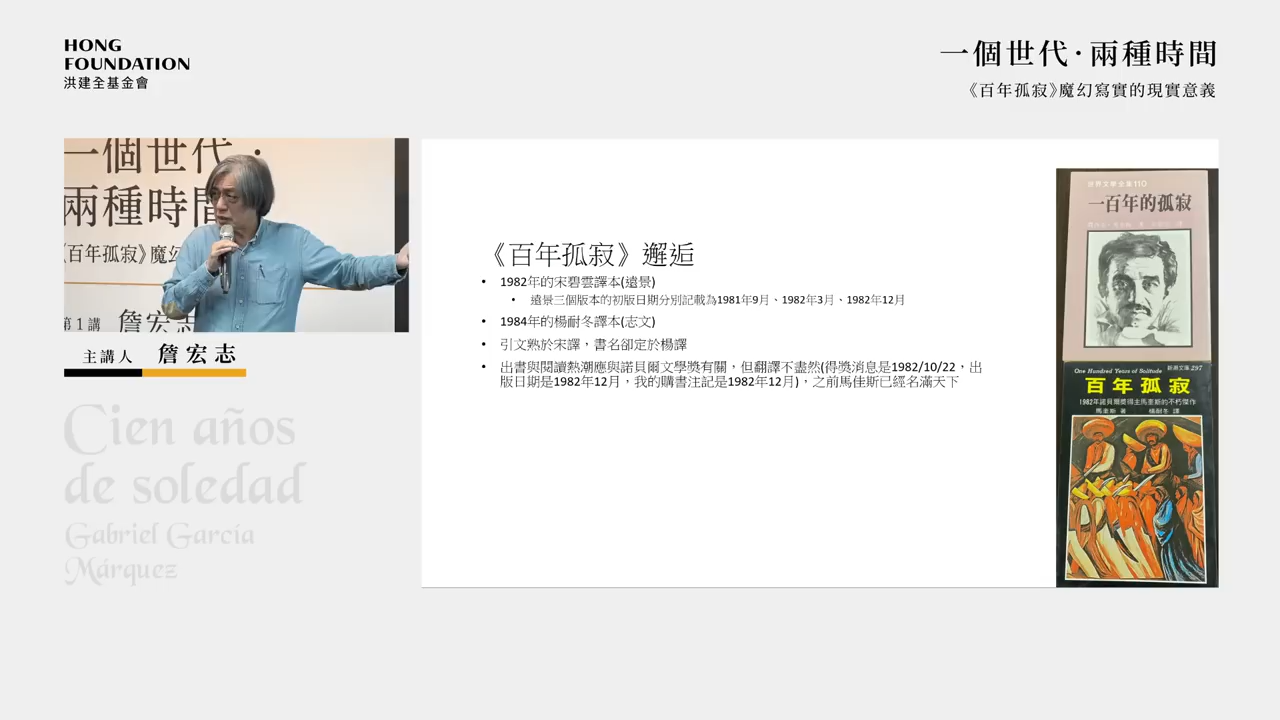 HONG
FOUNDATION
洪建全基金會
一個世代·兩種時間
《百年孤寂》魔幻寫實的現實意義
一個世代·
兩種時間
《百年孤寂》魔幻
第1講 詹宏志
主講人 詹宏志
Cien años
de soledad
Gabriel García
Márquez
《百年孤寂》邂逅
• 1982年的宋碧雲譯本(遠景)
• 遠景三個版本的初版日期分別記載為1981年9月、1982年3月、1982年12月
• 1984年的楊耐冬譯本(志文)
• 引文熟於宋譯，書名卻定於楊譯
• 出書與閱讀熱潮應與諾貝爾文學獎有關，但翻譯不盡然(得獎消息是1982/10/22，出
版日期是1982年12月，我的購書注記是1982年12月)，之前馬佳斯已經名滿天下
世界文學全集110
一百年的孤寂
One Hundred Years of Solitude 新潮文庫 297
百年孤寂
1982年諾貝爾獎得主馬奎斯的不朽傑作
馬奎斯 著 楊耐冬 譯